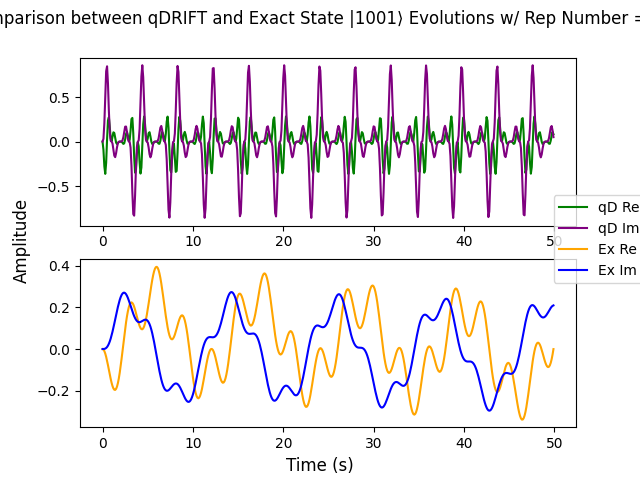 parison between qDRIFT and Exact State |1001⟩ Evolutions w/ Rep Number =
0.5
0.0
−0.5
0 10 20 30 40 50
qD Re
qD Im
Ex Re
Ex Im
Amplitude
0.4
0.2
0.0
−0.2
0 10 20 30 40 50
Time (s)